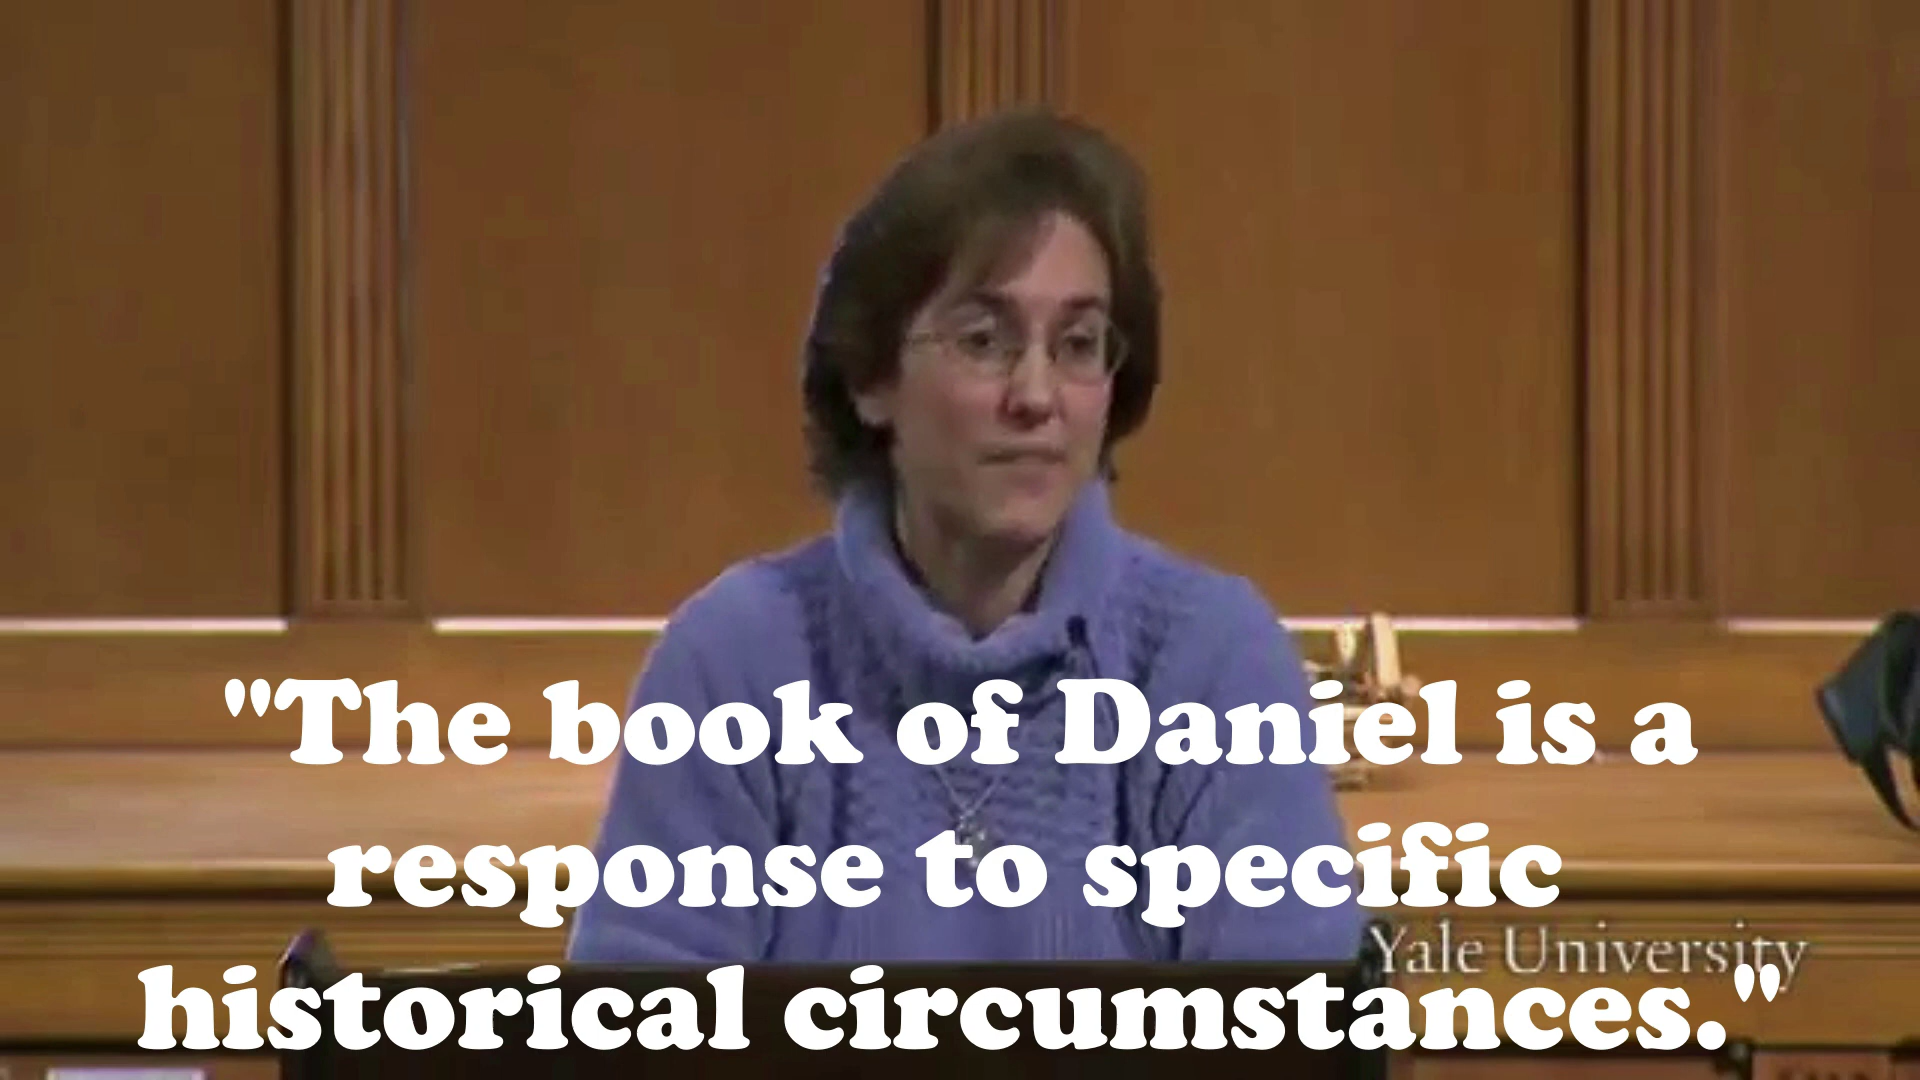 "The book of Daniel is a
response to specific
Yale University
historical circumstances."